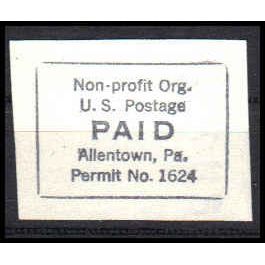 Non-profit Org.
U. S. Postage
PAID
Allentown, Pa.
Permit No. 1624